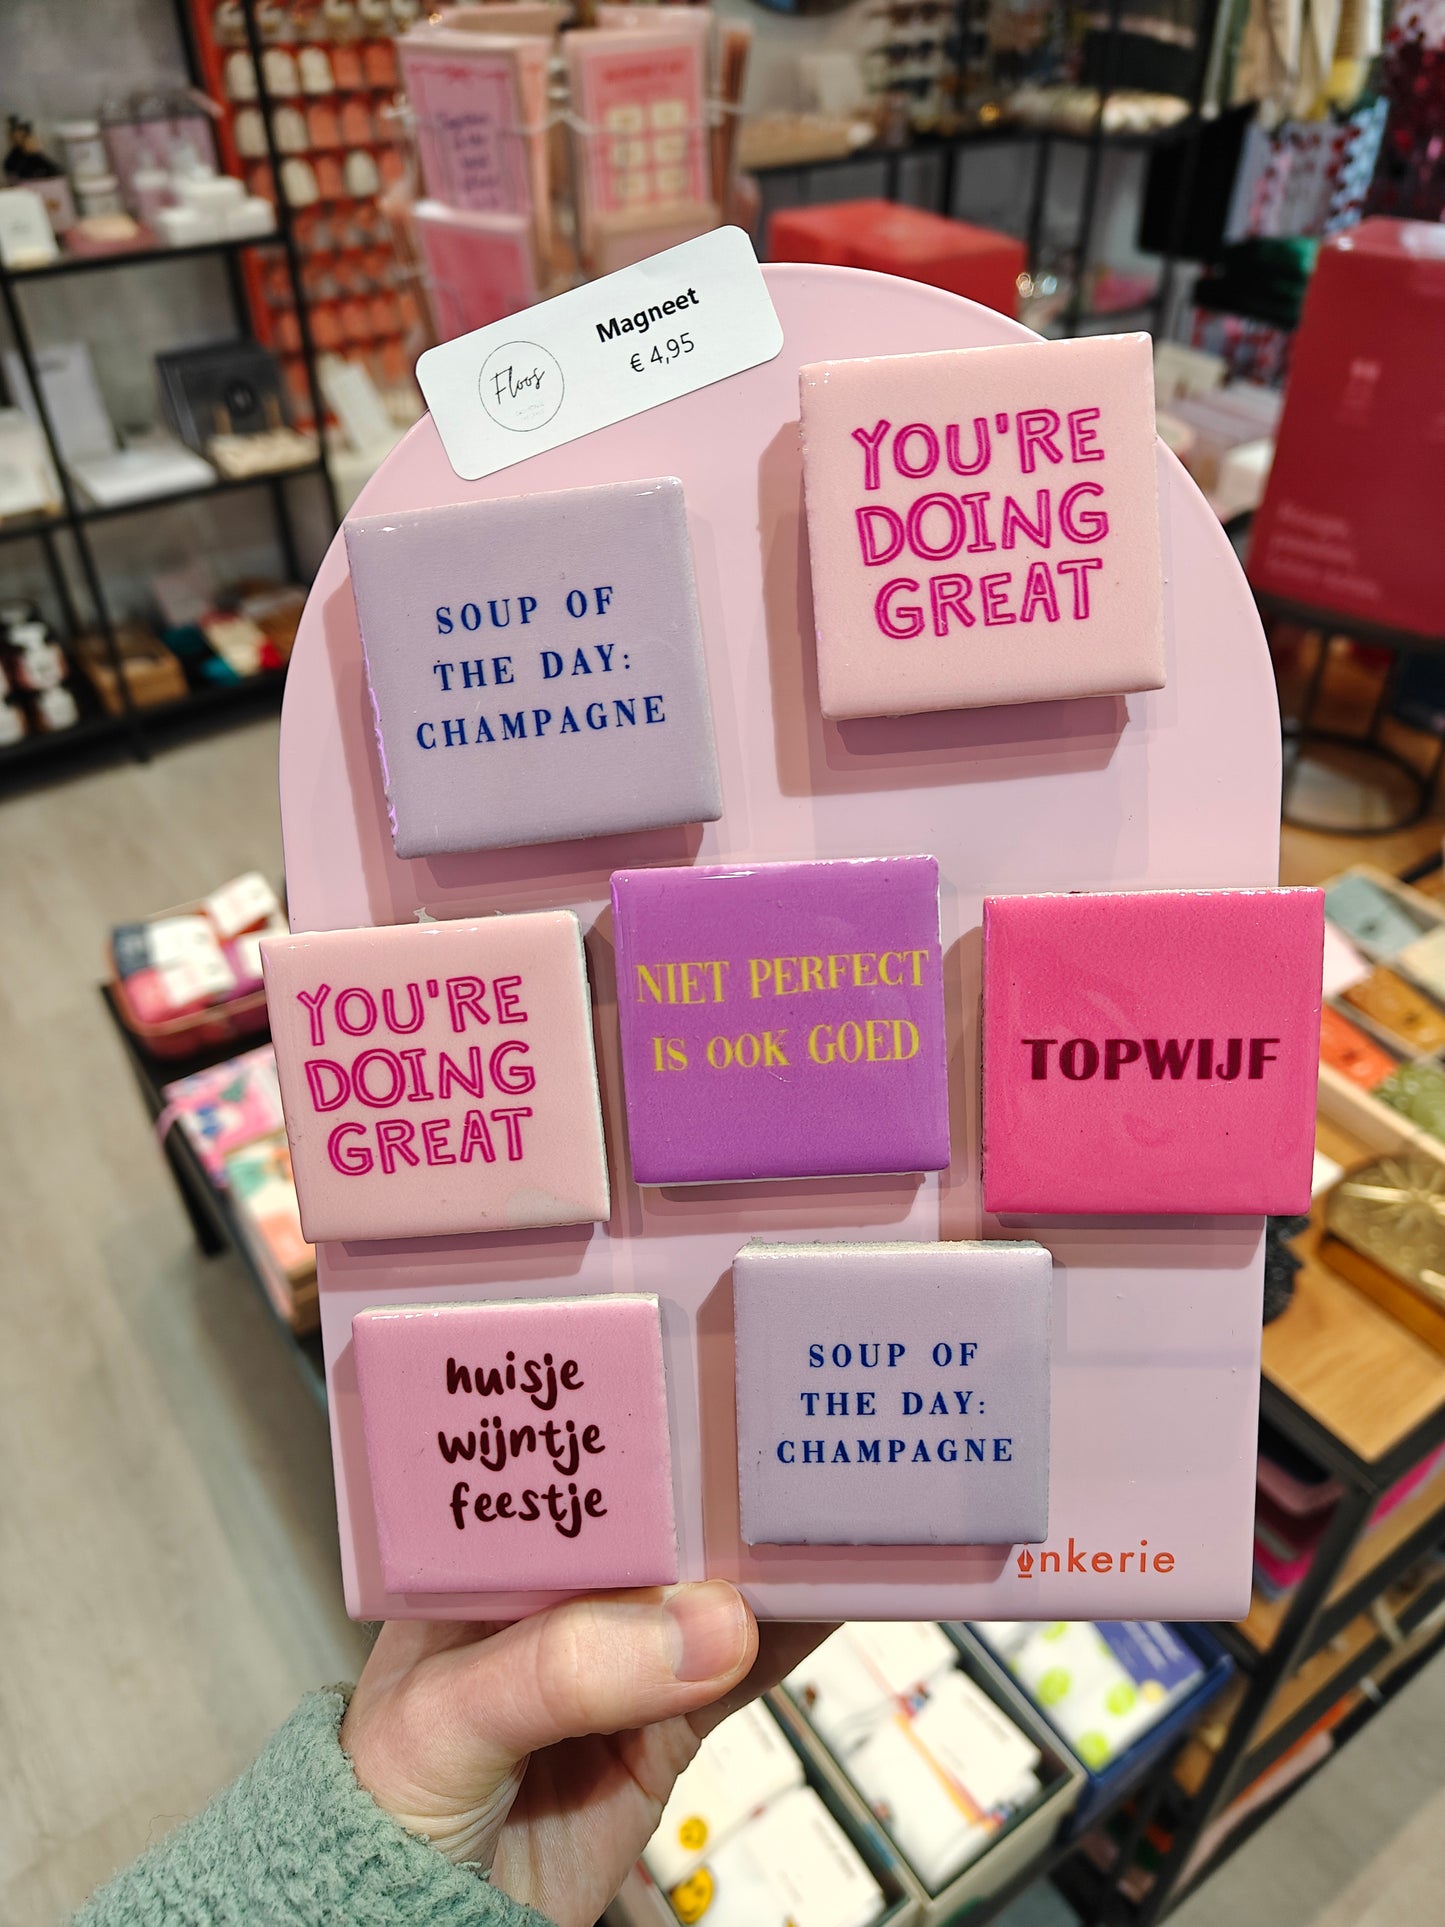 Magneet
€ 4,95
Floos
YOU'RE
DOING
GREAT
SOUP OF
THE DAY:
CHAMPAGNE
YOU'RE
DOING
GREAT
NIET PERFECT
IS OOK GOED
TOPWIJF
huisje
wijntje
feestje
SOUP OF
THE DAY:
CHAMPAGNE
inkerie